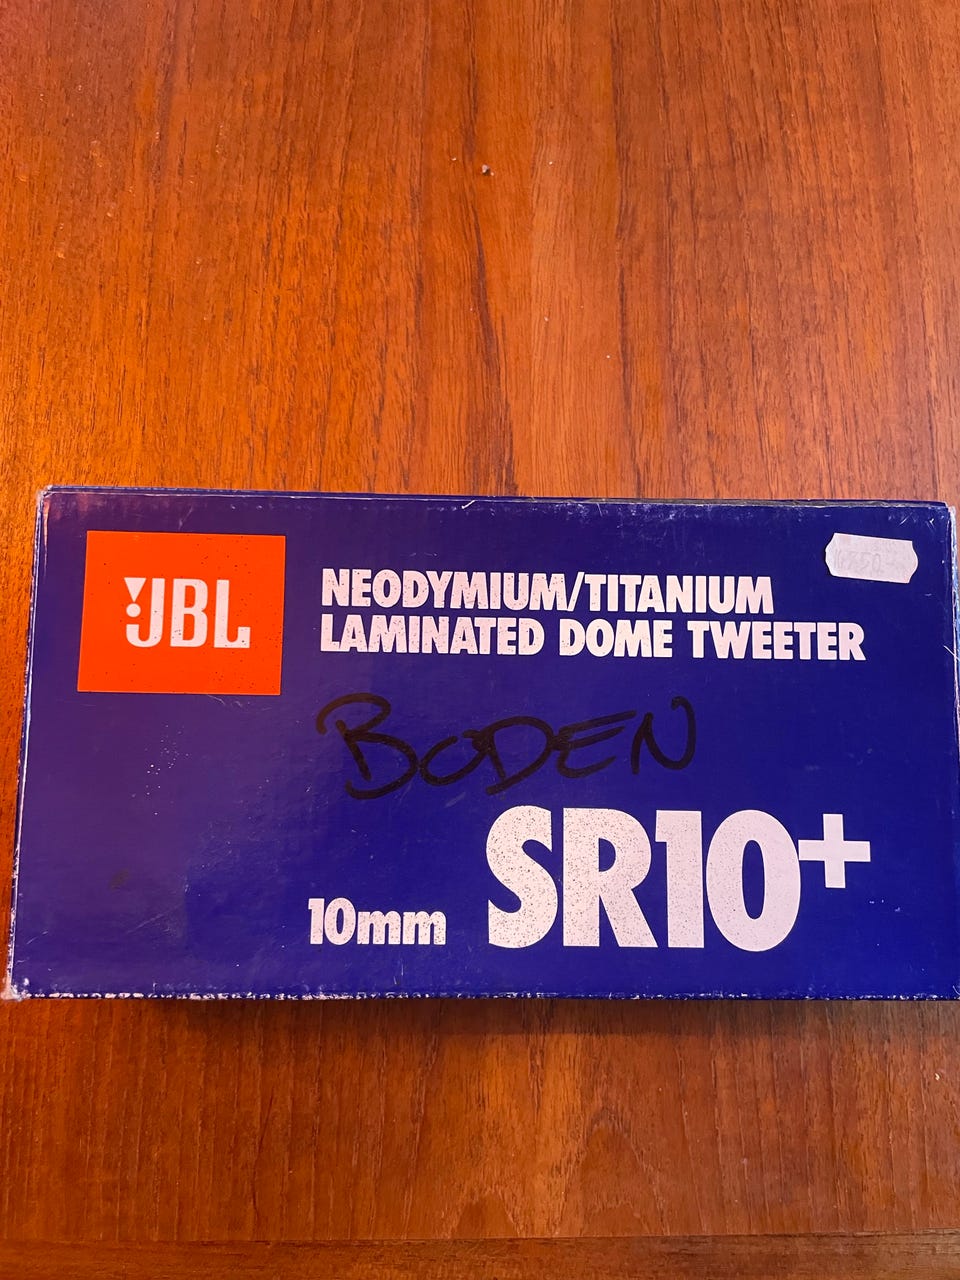 JBL
NEODYMIUM/TITANIUM
LAMINATED DOME TWEETER
BODEN
10mm SR10+